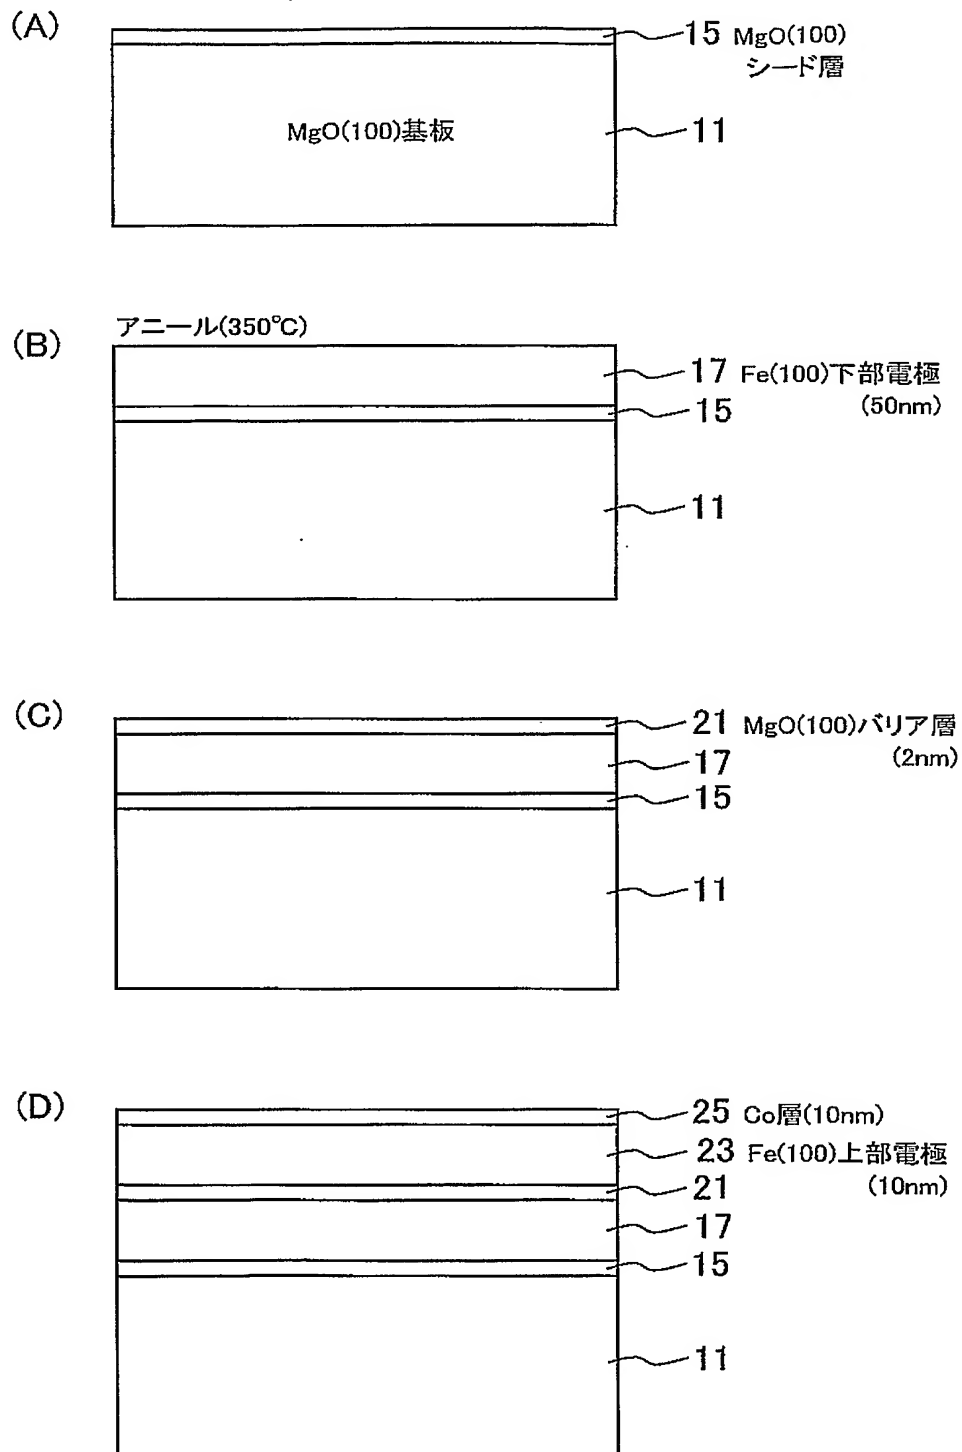 (A)
15 MgO(100)
シード層
MgO(100)基板
11
(B)
アニール(350℃)
17 Fe(100)下部電極
(50nm)
15
11
(C)
21 MgO(100)バリア層
(2nm)
17
15
11
(D)
25 Co層(10nm)
23 Fe(100)上部電極
(10nm)
21
17
15
11